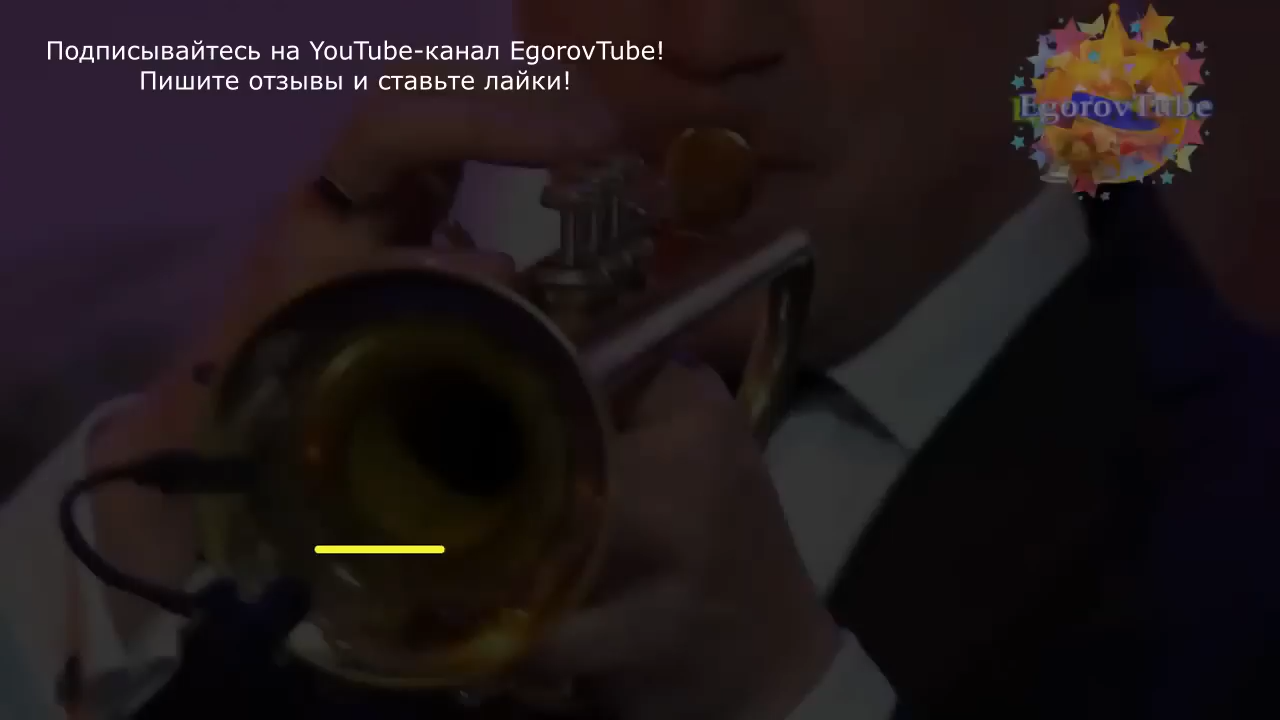 Подписывайтесь на YouTube-канал EgorovTube!
Пишите отзывы и ставьте лайки!
EgorovTube